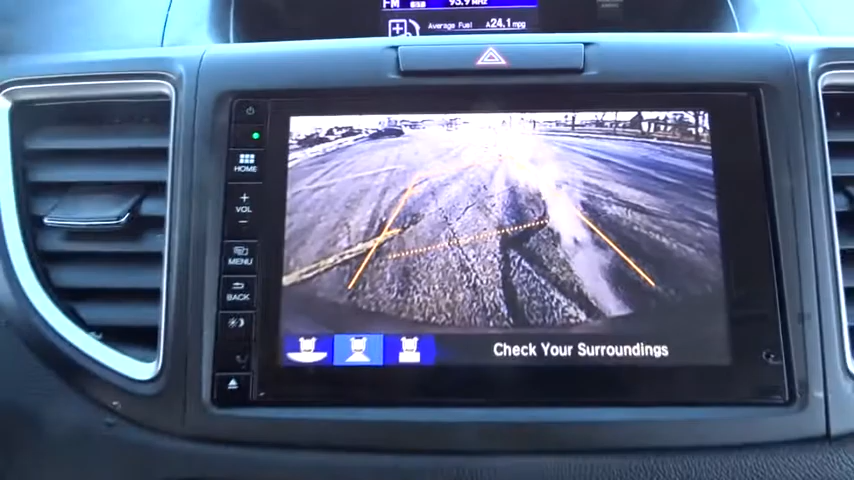 FM 93.9 MHz
Average Fuel A 24.1 mpg
HOME
+
VOL
−
MENU
BACK
Check Your Surroundings